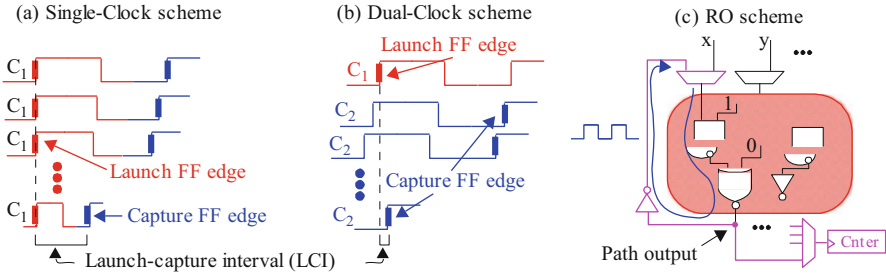 (a) Single-Clock scheme
C1
C1
C1
Launch FF edge
C1
Capture FF edge
Launch-capture interval (LCI)
(b) Dual-Clock scheme
Launch FF edge
C1
C2
C2
Capture FF edge
C2
(c) RO scheme
x
y
1
0
Path output
Cnter